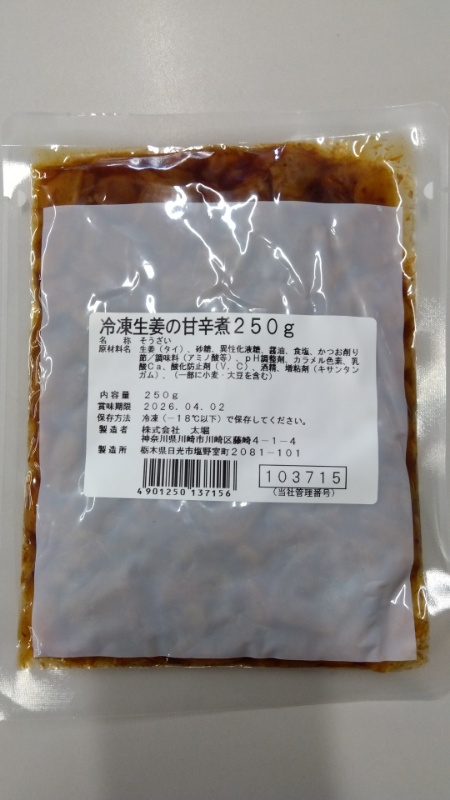 冷凍生姜の甘辛煮250g
名 称 そうざい
原材料名 生姜(タイ)、砂糖、異性化液糖、醤油、食塩、かつお削り
節/調味料(アミノ酸等)、pH調整剤、カラメル色素、乳
酸Ca、酸化防止剤(V.C)、酒精、増粘剤(キサンタン
ガム)、(一部に小麦・大豆を含む)
内容量 250g
賞味期限 2026.04.02
保存方法 冷凍(-18℃以下)で保存してください。
製造者 株式会社 太堀
神奈川県川崎市川崎区藤崎4-1-4
製造所 栃木県日光市塩野室町2081-101
4901250 137156
103715
(当社管理番号)